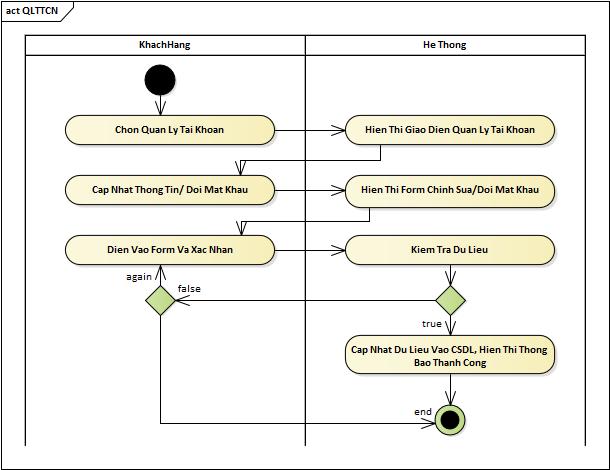 act QLTTCN
KhachHang
He Thong
Chon Quan Ly Tai Khoan
Hien Thi Giao Dien Quan Ly Tai Khoan
Cap Nhat Thong Tin/ Doi Mat Khau
Hien Thi Form Chinh Sua/Doi Mat Khau
Dien Vao Form Va Xac Nhan
Kiem Tra Du Lieu
again
false
true
Cap Nhat Du Lieu Vao CSDL, Hien Thi Thong
Bao Thanh Cong
end